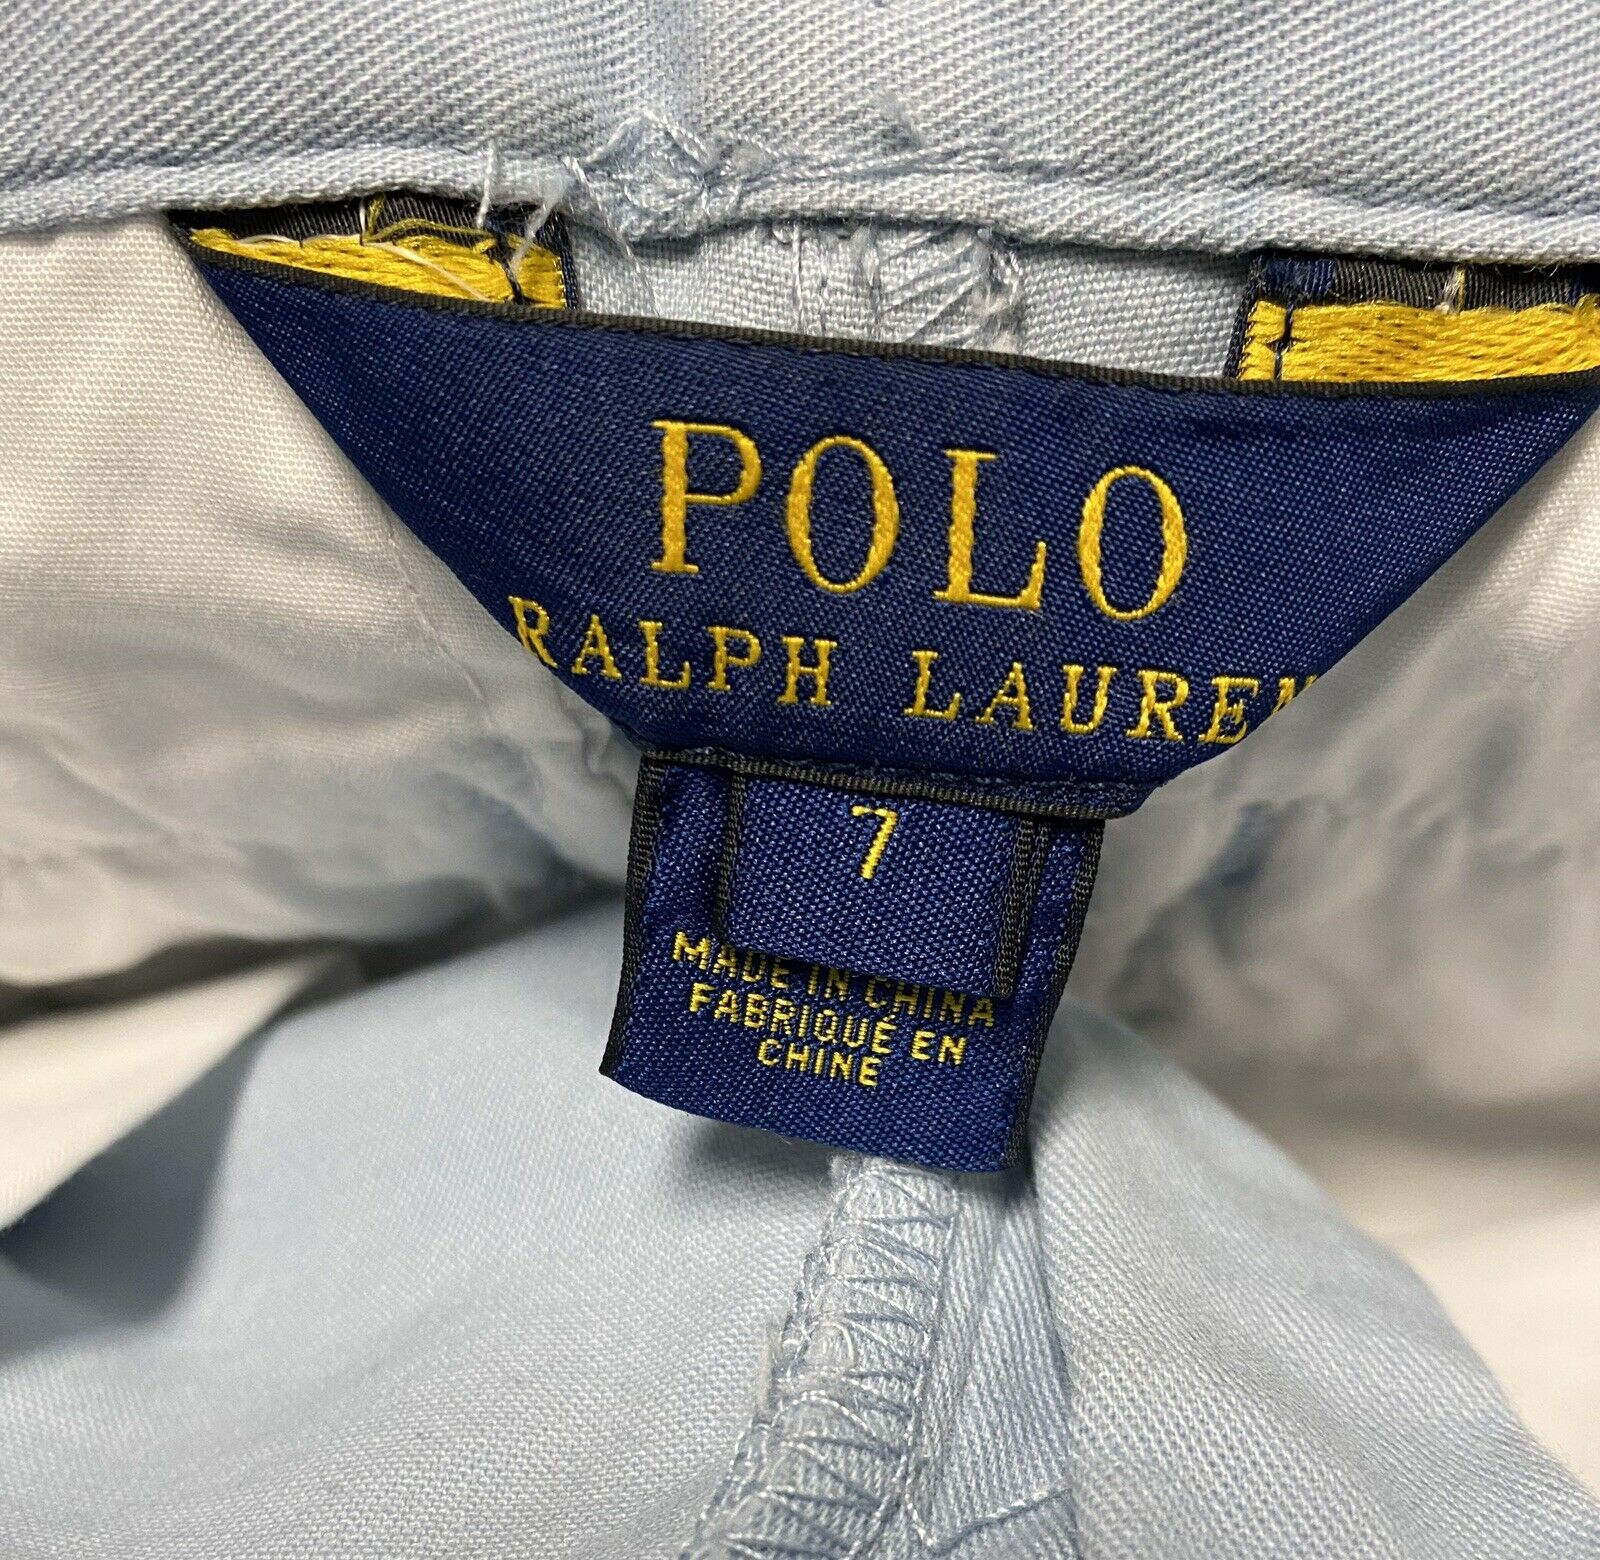 POLO
RALPH LAUREN
7
MADE IN CHINA
FABRIQUÉ EN
CHINE